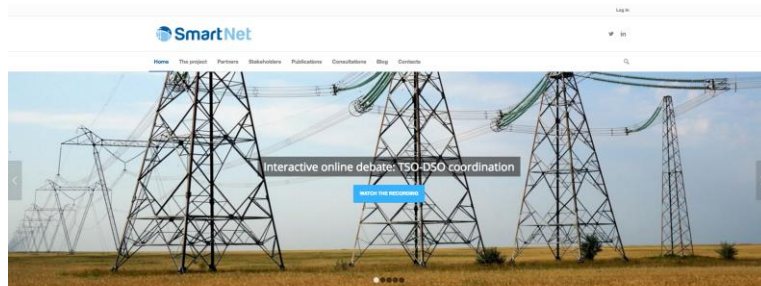 Log in
SmartNet
Home The project Partners Stakeholders Publications Consultations Blog Contacts
Interactive online debate: TSO-DSO coordination
WATCH THE RECORDING